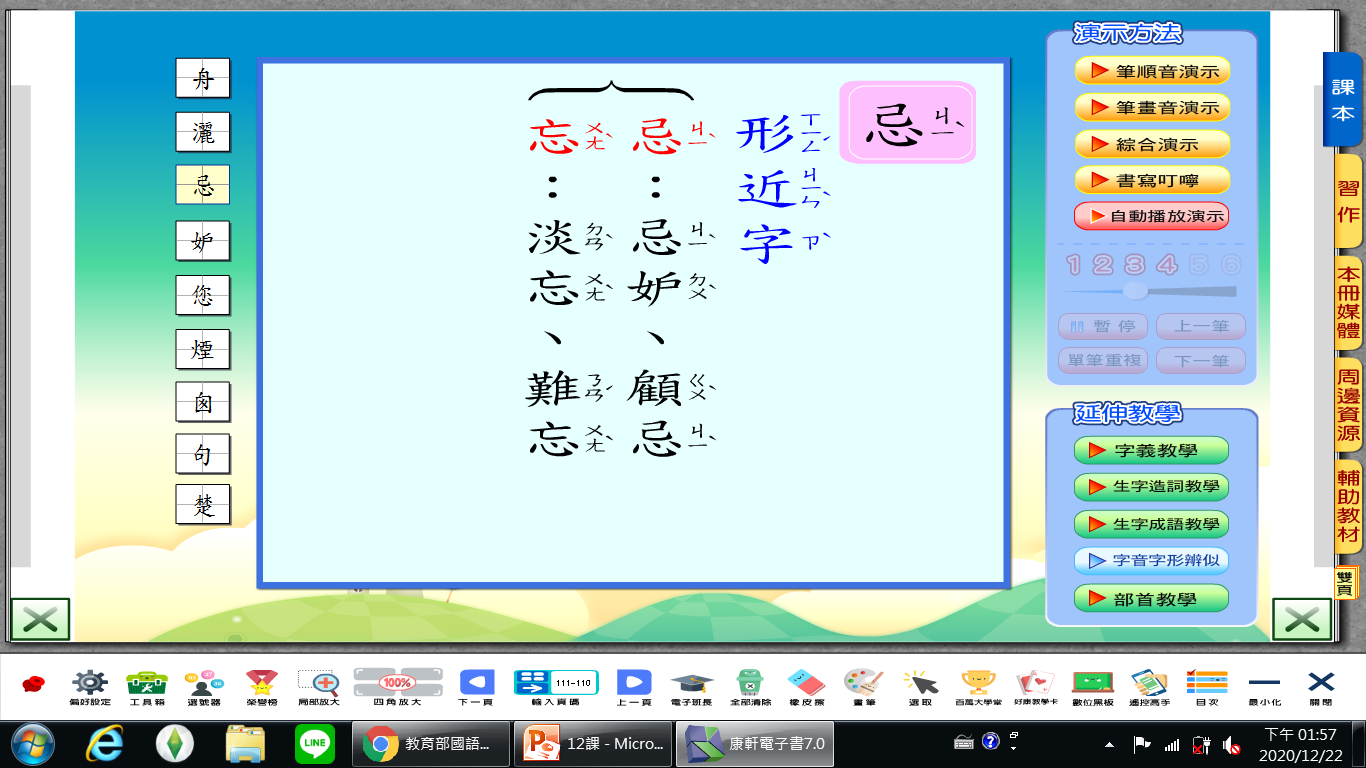 舟
灑
忌
妒
您
煙
囪
句
楚
忌ㄐㄧˋ
形ㄒㄧㄥˊ近ㄐㄧㄣˋ字ㄗˋ
忌ㄐㄧˋ：忌ㄐㄧˋ妒ㄉㄨˋ、顧ㄍㄨˋ忌ㄐㄧˋ
忘ㄨㄤˋ：淡ㄉㄢˋ忘ㄨㄤˋ、難ㄋㄢˊ忘ㄨㄤˋ
演示方法
筆順音演示
筆畫音演示
綜合演示
書寫叮嚀
自動播放演示
1 2 3 4 5 6
暫停
上一筆
單筆重複
下一筆
延伸教學
字義教學
生字造詞教學
生字成語教學
字音字形辨似
部首教學
課本
習作
本冊媒體
周邊資源
輔助教材
雙頁
偏好設定
工具箱
選號器
榮譽榜
局部放大
100%
四角放大
下一頁
111-110
輸入頁碼
上一頁
電子班長
全部清除
橡皮擦
畫筆
選取
百萬大學堂
好康教學卡
數位黑板
遙控高手
目次
最小化
關閉
LINE
教育部國語...
12課 - Micro...
康軒電子書7.0
下午 01:57
2020/12/22